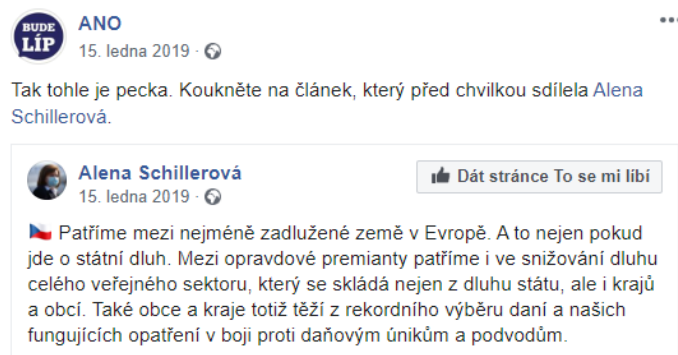 BUDE
LÍP
ANO
15. ledna 2019 ·
Tak tohle je pecka. Koukněte na článek, který před chvilkou sdílela Alena
Schillerová.
Alena Schillerová
15. ledna 2019 ·
Dát stránce To se mi líbí
Patříme mezi nejméně zadlužené země v Evropě. A to nejen pokud
jde o státní dluh. Mezi opravdové premianty patříme i ve snižování dluhu
celého veřejného sektoru, který se skládá nejen z dluhu státu, ale i krajů
a obcí. Také obce a kraje totiž těží z rekordního výběru daní a našich
fungujících opatření v boji proti daňovým únikům a podvodům.